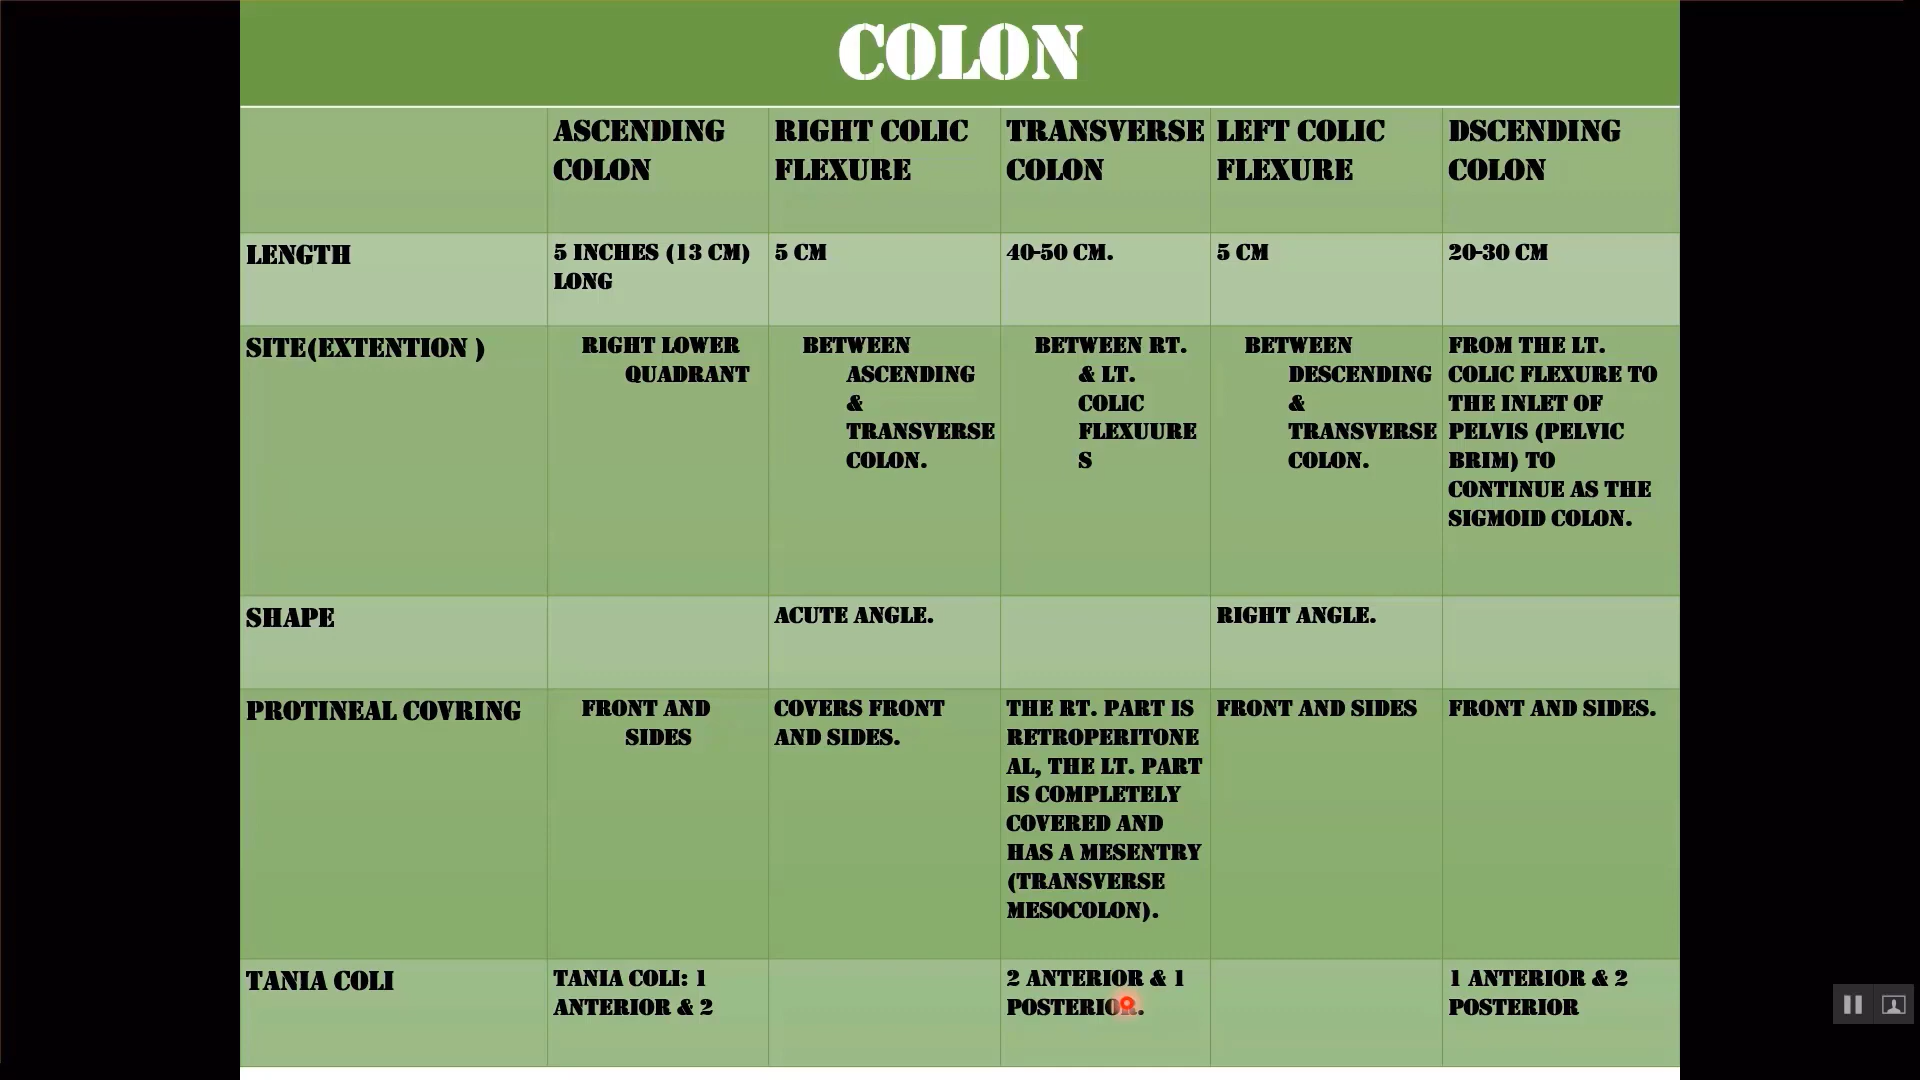 COLON
ASCENDING
COLON
RIGHT COLIC
FLEXURE
TRANSVERSE
COLON
LEFT COLIC
FLEXURE
DSCENDING
COLON
LENGTH
5 INCHES (13 CM)
LONG
5 CM
40-50 CM.
5 CM
20-30 CM
SITE(EXTENTION )
RIGHT LOWER
QUADRANT
BETWEEN
ASCENDING
&
TRANSVERSE
COLON.
BETWEEN RT.
& LT.
COLIC
FLEXUURE
S
BETWEEN
DESCENDING
&
TRANSVERSE
COLON.
FROM THE LT.
COLIC FLEXURE TO
THE INLET OF
PELVIS (PELVIC
BRIM) TO
CONTINUE AS THE
SIGMOID COLON.
SHAPE
ACUTE ANGLE.
RIGHT ANGLE.
PROTINEAL COVRING
FRONT AND
SIDES
COVERS FRONT
AND SIDES.
THE RT. PART IS
RETROPERITONE
AL, THE LT. PART
IS COMPLETELY
COVERED AND
HAS A MESENTRY
(TRANSVERSE
MESOCOLON).
FRONT AND SIDES
FRONT AND SIDES.
TANIA COLI
TANIA COLI: 1
ANTERIOR & 2
2 ANTERIOR & 1
POSTERIOR.
1 ANTERIOR & 2
POSTERIOR